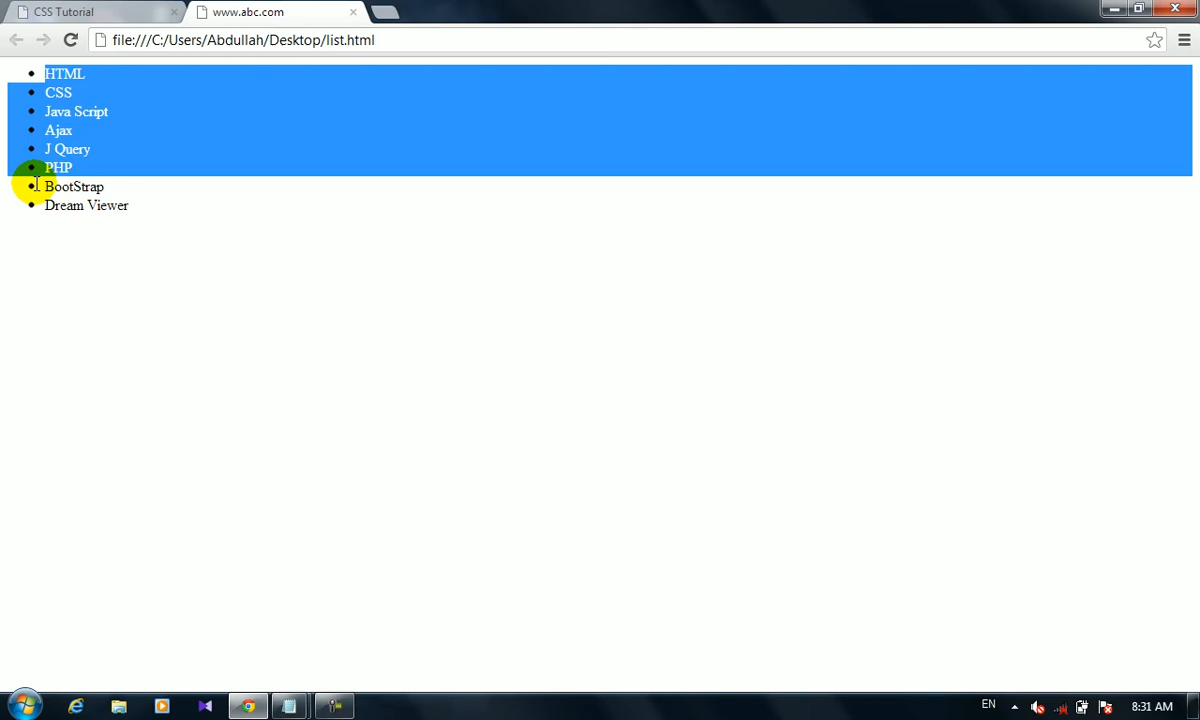 CSS Tutorial
www.abc.com
file:///C:/Users/Abdullah/Desktop/list.html
HTML
CSS
Java Script
Ajax
J Query
PHP
BootStrap
Dream Viewer
EN
8:31 AM